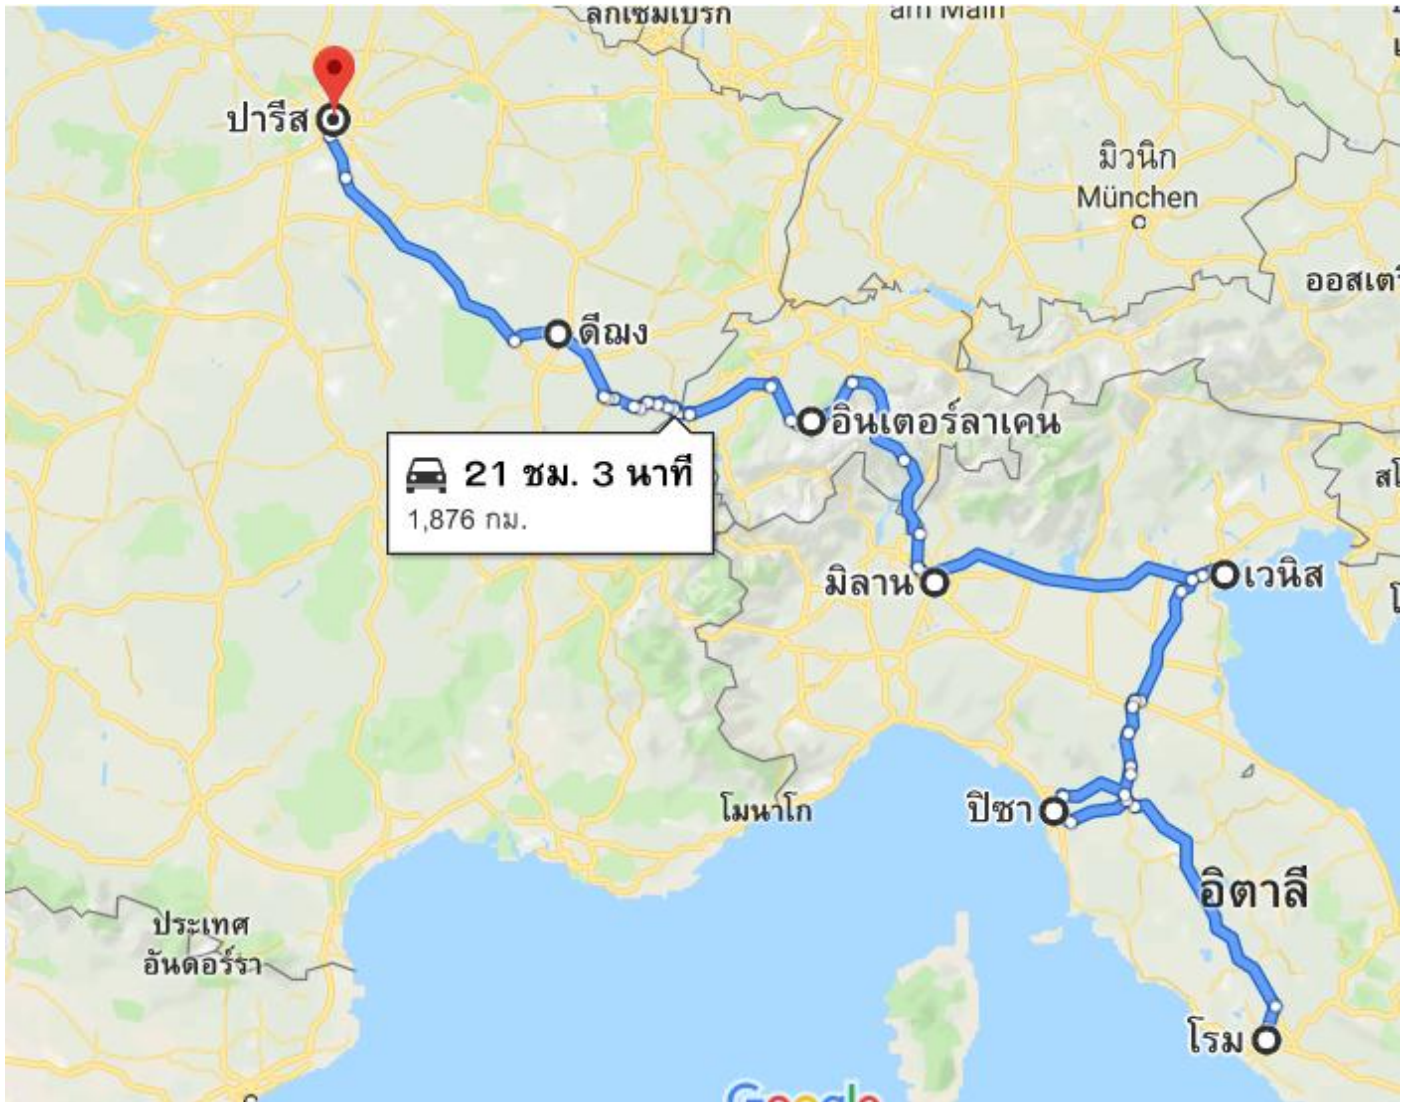 ลักเซมเบิร์ก
am Main
ปารีส
มิวนิก
München
ออสเตรี
ดีฌง
อินเตอร์ลาเคน
21 ชม. 3 นาที
1,876 กม.
สโ
มิลาน
เวนิส
โมนาโก
ปิซา
อิตาลี
ประเทศ
อันดอร์รา
โรม
Google